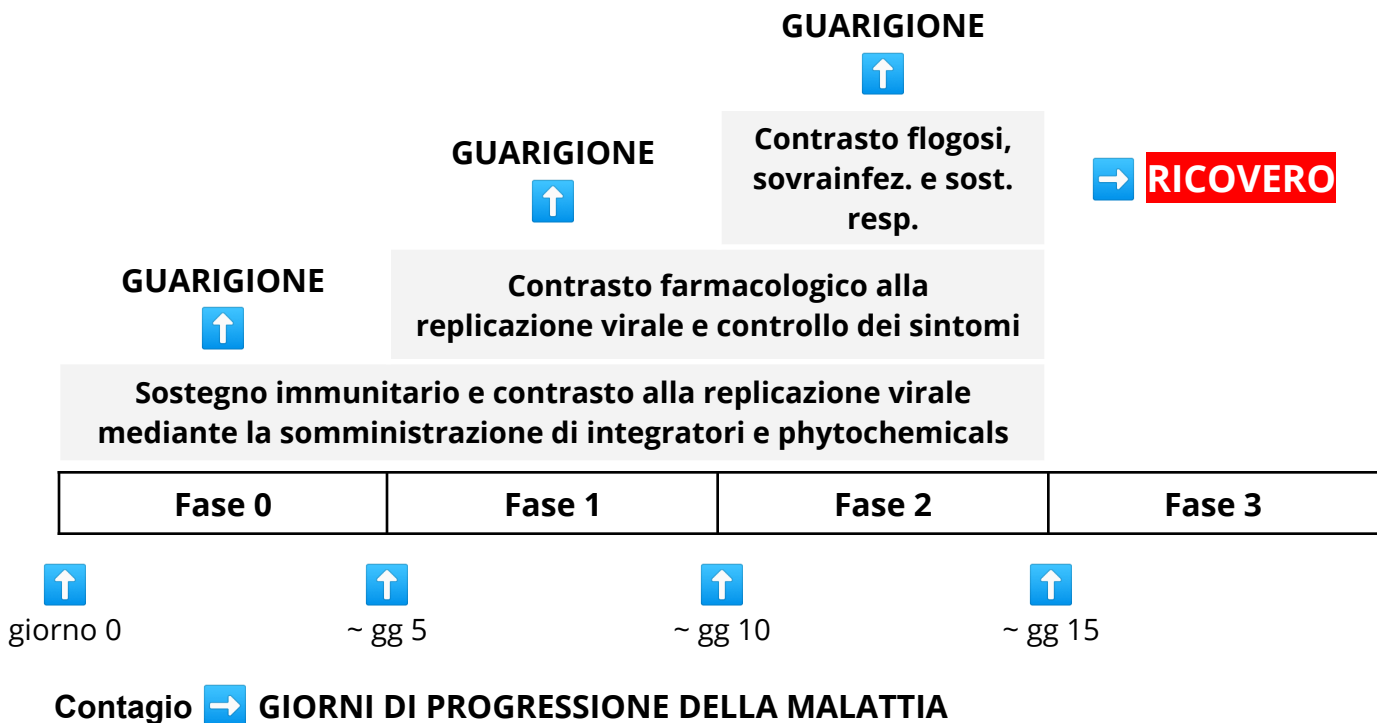 GUARIGIONE
Contrasto flogosi,
sovrainfez. e sost.
resp.
GUARIGIONE
RICOVERO
Contrasto farmacologico alla
replicazione virale e controllo dei sintomi
GUARIGIONE
Sostegno immunitario e contrasto alla replicazione virale
mediante la somministrazione di integratori e phytochemicals
Fase 0 Fase 1 Fase 2 Fase 3
giorno 0 ~ gg 5 ~ gg 10 ~ gg 15
Contagio ➡ GIORNI DI PROGRESSIONE DELLA MALATTIA